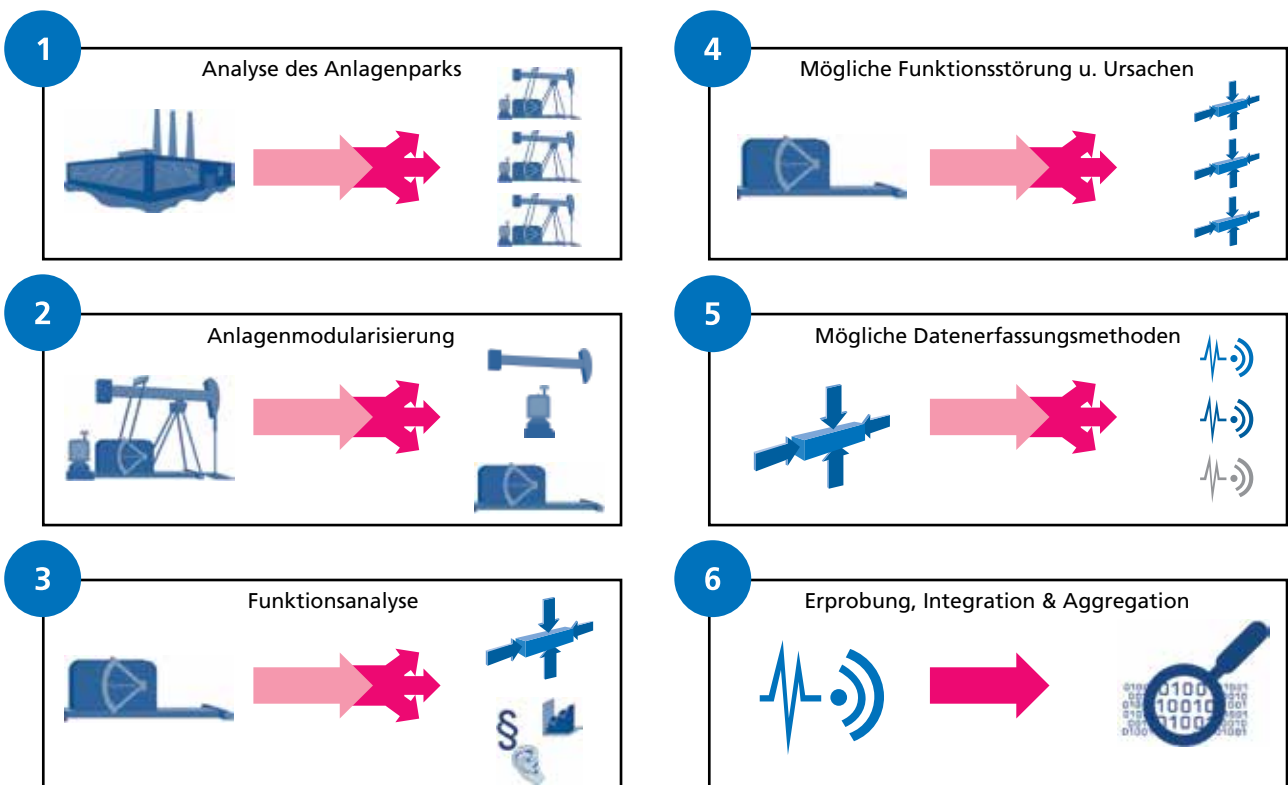 1
Analyse des Anlagenparks
2
Anlagenmodularisierung
3
Funktionsanalyse
§
4
Mögliche Funktionsstörung u. Ursachen
5
Mögliche Datenerfassungsmethoden
6
Erprobung, Integration & Aggregation
0100
10010
0100